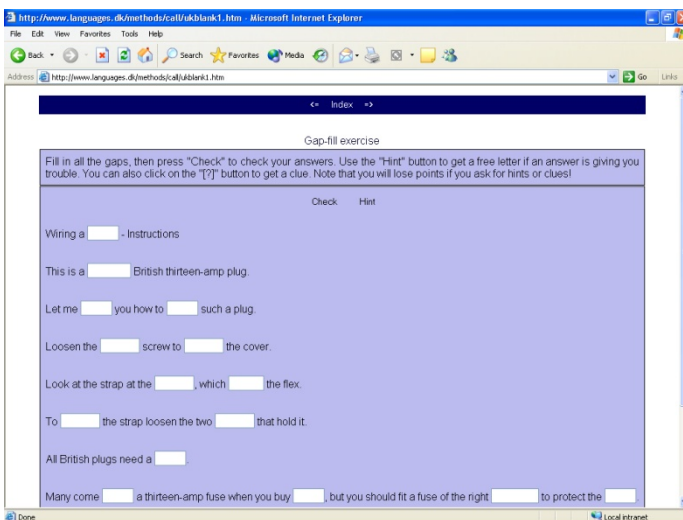 http://www.languages.dk/methods/call/ukblank1.htm - Microsoft Internet Explorer
File Edit View Favorites Tools Help
Back Search Favorites Media
Address http://www.languages.dk/methods/call/ukblank1.htm Go Links
<= Index =>
Gap-fill exercise
Fill in all the gaps, then press "Check" to check your answers. Use the "Hint" button to get a free letter if an answer is giving you
trouble. You can also click on the "[?]" button to get a clue. Note that you will lose points if you ask for hints or clues!
Check Hint
Wiring a - Instructions
This is a British thirteen-amp plug.
Let me you how to such a plug.
Loosen the screw to the cover.
Look at the strap at the , which the flex.
To the strap loosen the two that hold it.
All British plugs need a .
Many come a thirteen-amp fuse when you buy , but you should fit a fuse of the right to protect the .
Done Local intranet